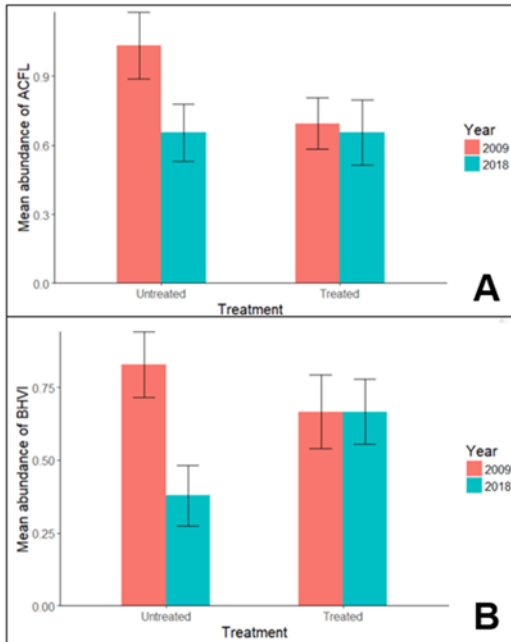 Mean abundance of ACFL
0.9
0.6
0.3
0.0
Untreated
Treated
Treatment
Year
2009
2018
A
Mean abundance of BHVI
0.75
0.50
0.25
0.00
Untreated
Treated
Treatment
Year
2009
2018
B